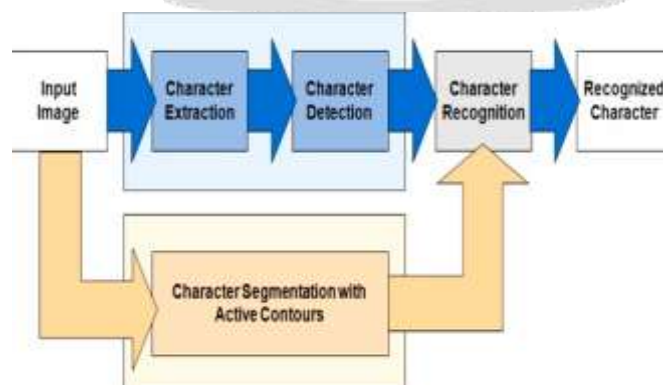 Input
Image
Character
Extraction
Character
Detection
Character
Recognition
Recognized
Character
Character Segmentation with
Active Contours